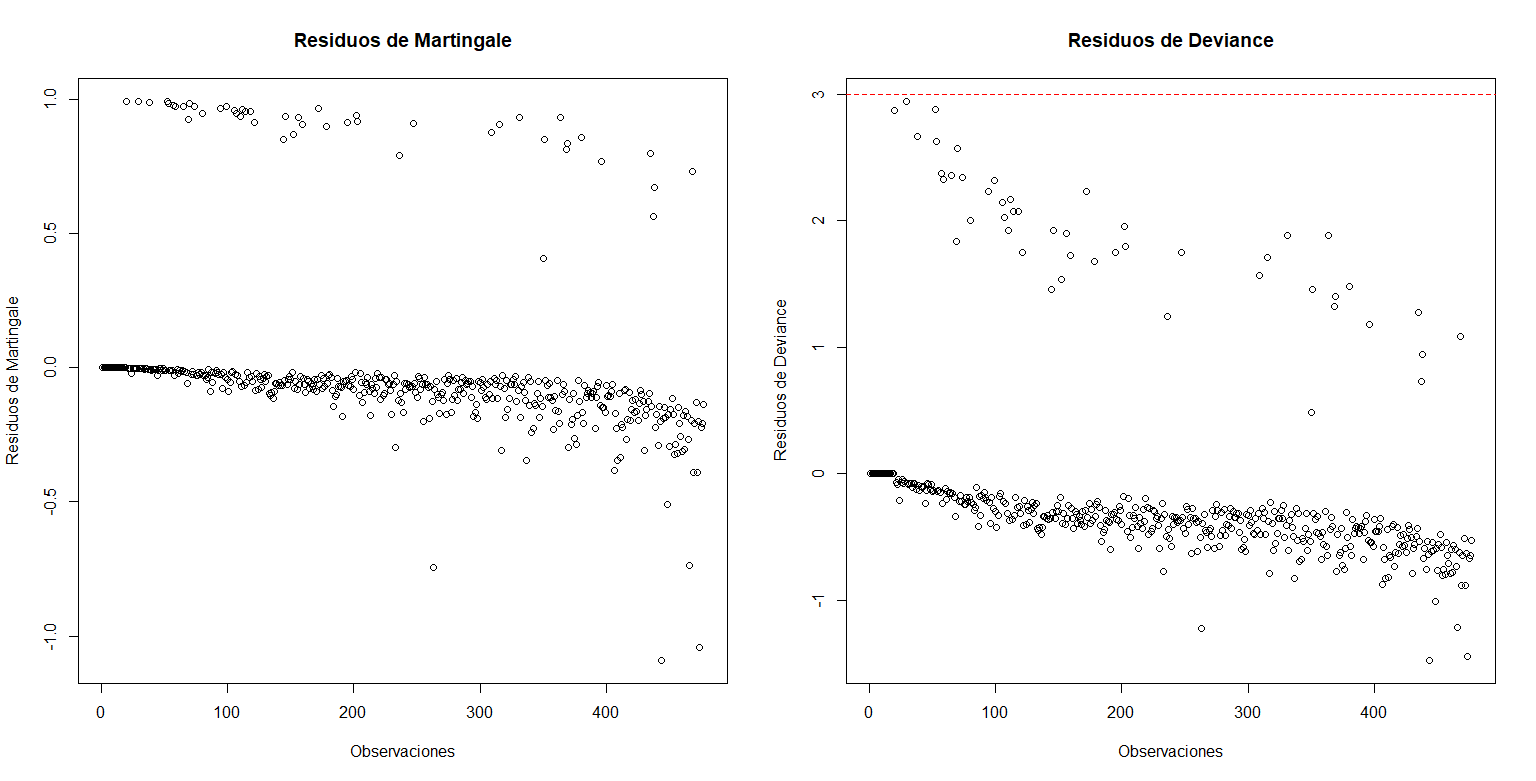 Residuos de Martingale
Residuos de Martingale
1.0
0.5
0.0
-0.5
-1.0
0 100 200 300 400
Observaciones
Residuos de Deviance
Residuos de Deviance
3
2
1
0
-1
0 100 200 300 400
Observaciones